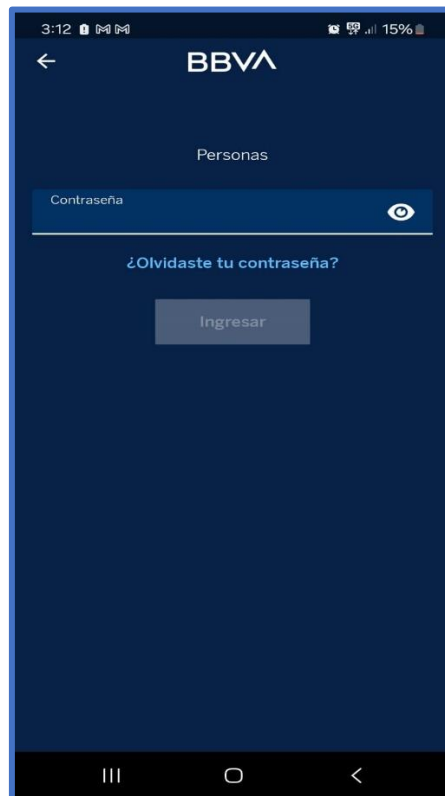 3:12 15%
BBVA
Personas
Contraseña
¿Olvidaste tu contraseña?
Ingresar